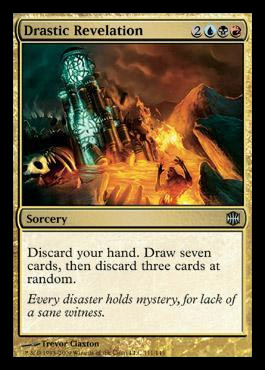 Drastic Revelation 2
Sorcery
Discard your hand. Draw seven
cards, then discard three cards at
random.
Every disaster holds mystery, for lack of
a sane witness.
Trevor Claxton